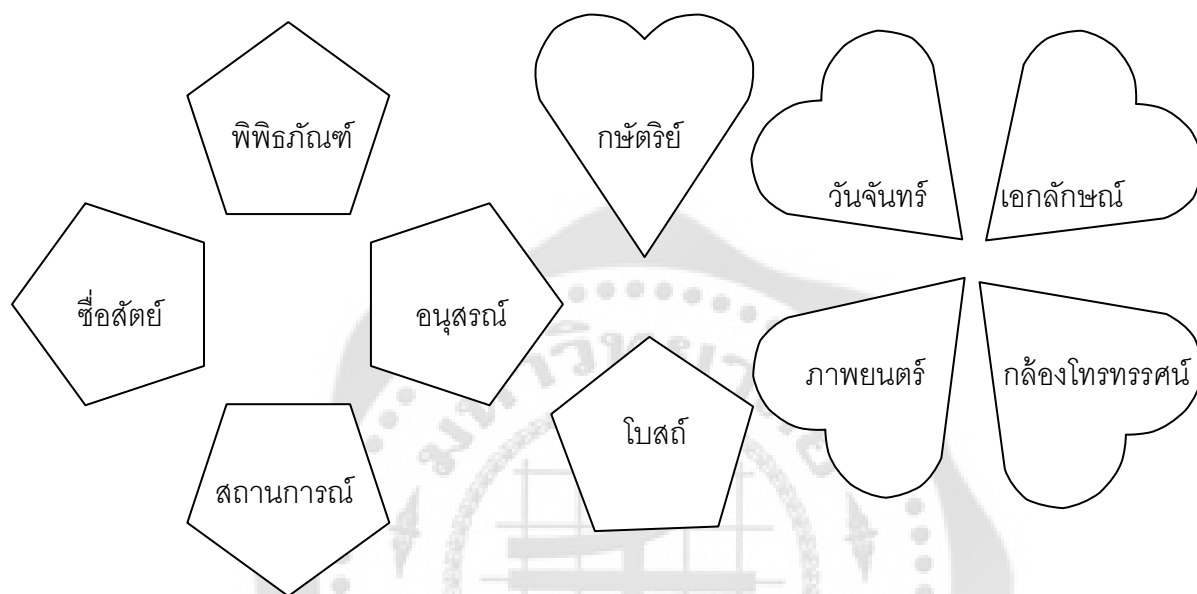 พิพิธภัณฑ์
กษัตริย์
วันจันทร์
เอกลักษณ์
ซื่อสัตย์
อนุสรณ์
ภาพยนตร์
กล้องโทรทรรศน์
โบสถ์
สถานการณ์